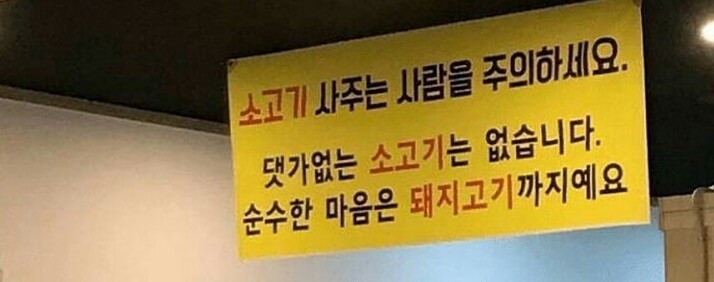 소고기 사주는 사람을 주의하세요.
댓가없는 소고기는 없습니다.
순수한 마음은 돼지고기까지예요